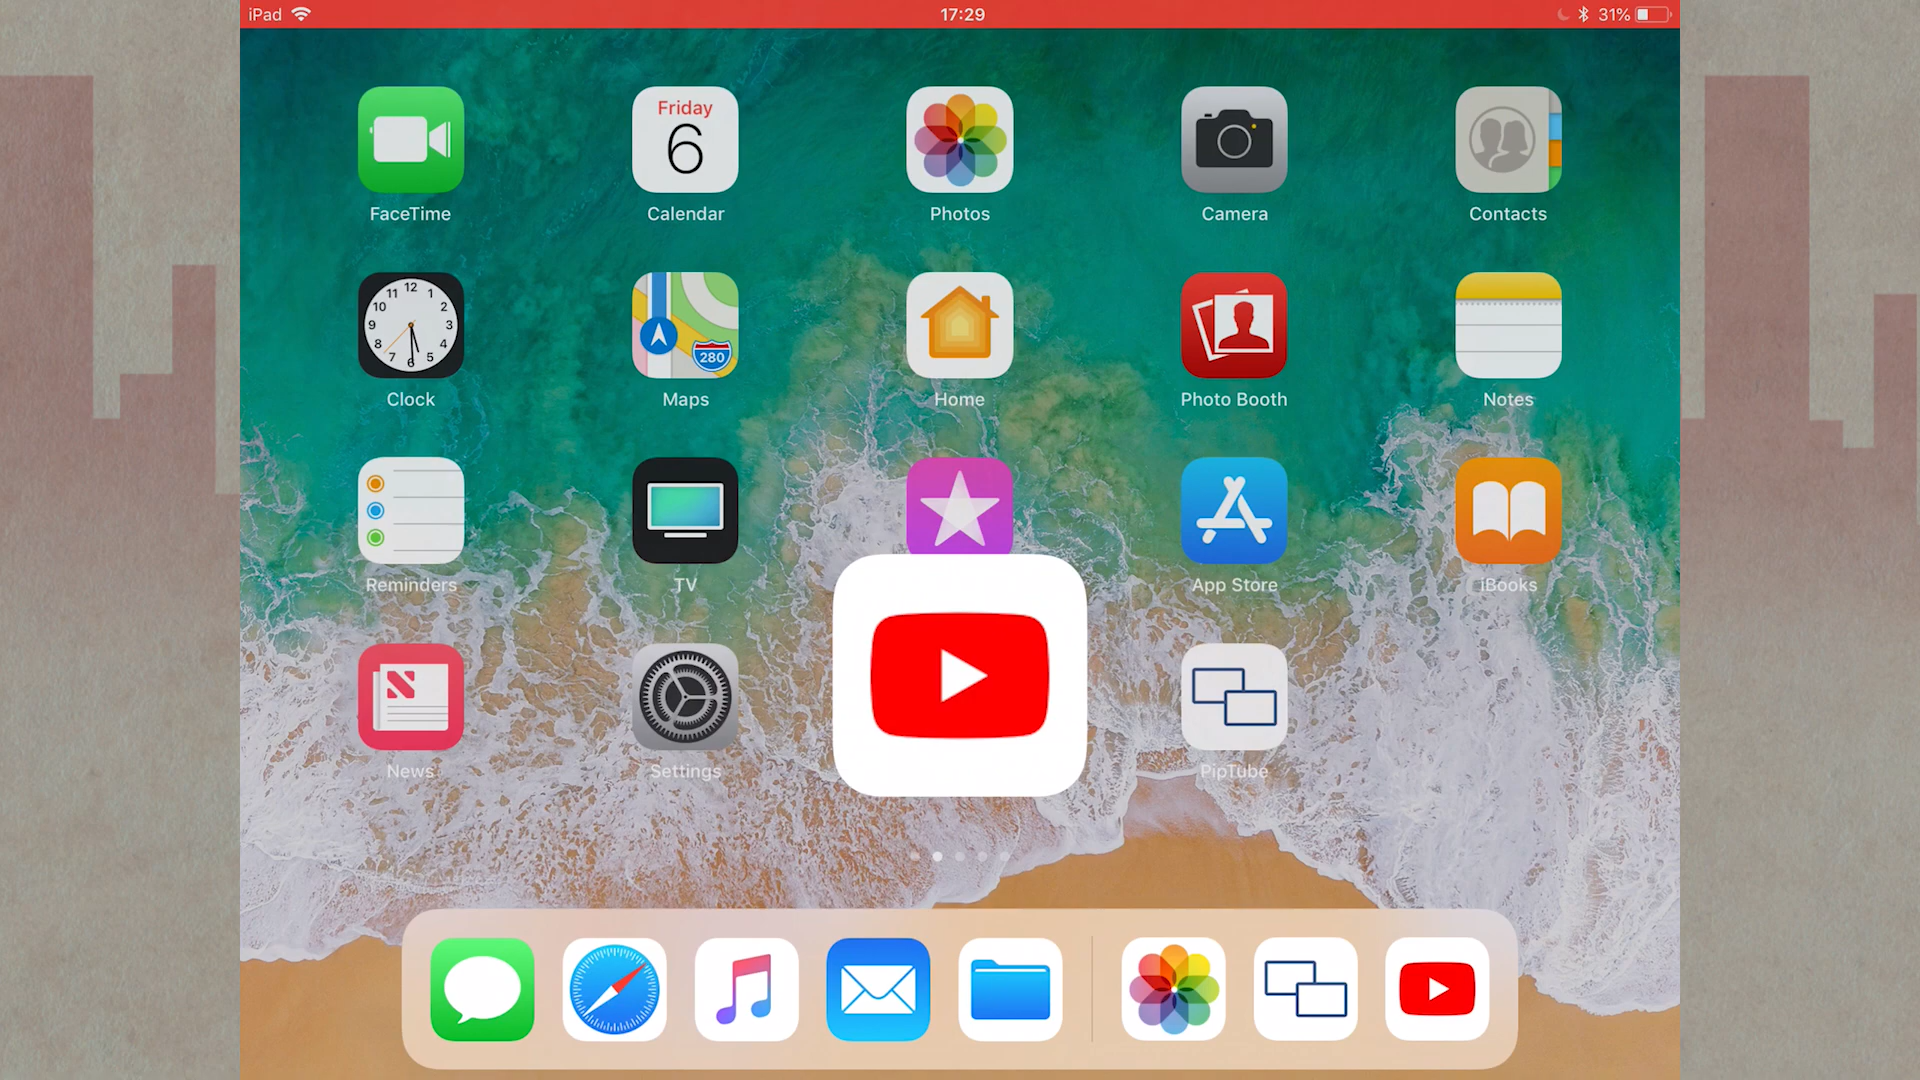 iPad 17:29 31%
Friday
6
FaceTime Calendar Photos Camera Contacts
12
11 1
10 2
9 3
8 4
7 5
6
280
Clock Maps Home Photo Booth Notes
Reminders TV App Store iBooks
News Settings PipTube